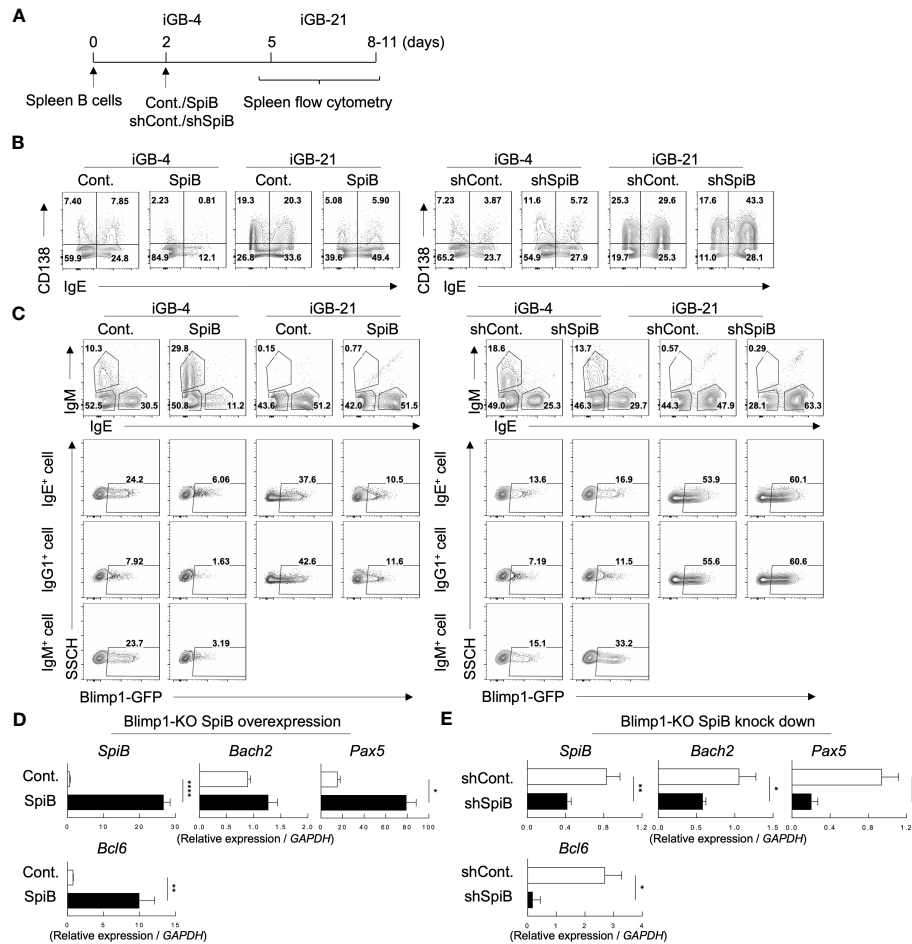 A
iGB-4 iGB-21
0 2 5 8-11 (days)
Spleen B cells Cont./SpiB Spleen flow cytometry
shCont./shSpiB
B
iGB-4 iGB-21 iGB-4 iGB-21
Cont. SpiB Cont. SpiB shCont. shSpiB shCont. shSpiB
7.40 7.85 2.23 0.81 19.3 20.3 5.08 5.90 7.23 3.87 11.6 5.72 25.3 29.6 17.6 43.3
59.9 24.8 84.9 12.1 26.8 33.6 39.6 49.4 65.2 23.7 54.9 27.9 19.7 25.3 11.0 28.1
CD138 CD138
IgE IgE
C
iGB-4 iGB-21 iGB-4 iGB-21
Cont. SpiB Cont. SpiB shCont. shSpiB shCont. shSpiB
10.3 29.8 0.15 0.77 18.6 13.7 0.57 0.29
52.5 30.5 50.8 11.2 43.6 51.2 42.0 51.5 49.0 25.3 46.3 29.7 44.3 47.9 28.1 63.3
IgM IgM
IgE IgE
IgE+ cell 24.2 6.06 37.6 10.5 IgE+ cell 13.6 16.9 53.9 60.1
IgG1+ cell 7.92 1.63 42.6 11.6 IgG1+ cell 7.19 11.5 55.6 60.6
IgM+ cell 23.7 3.19 IgM+ cell 15.1 33.2
SSCH SSCH
Blimp1-GFP Blimp1-GFP
D
Blimp1-KO SpiB overexpression
SpiB Bach2 Pax5
Cont.
SpiB
**** *
0 10.0 20.0 30.0 0 0.5 1.0 1.5 2.0 0 20.0 40.0 60.0 80.0 100.0
(Relative expression / GAPDH)
Bcl6
Cont.
SpiB
**
0 5 10 15
(Relative expression / GAPDH)
E
Blimp1-KO SpiB knock down
SpiB Bach2 Pax5
shCont.
shSpiB
** *
0.0 0.4 0.8 1.2 0.0 0.5 1.0 1.5 0.0 0.4 0.8 1.2
(Relative expression / GAPDH)
Bcl6
shCont.
shSpiB
*
0 1 2 3 4
(Relative expression / GAPDH)